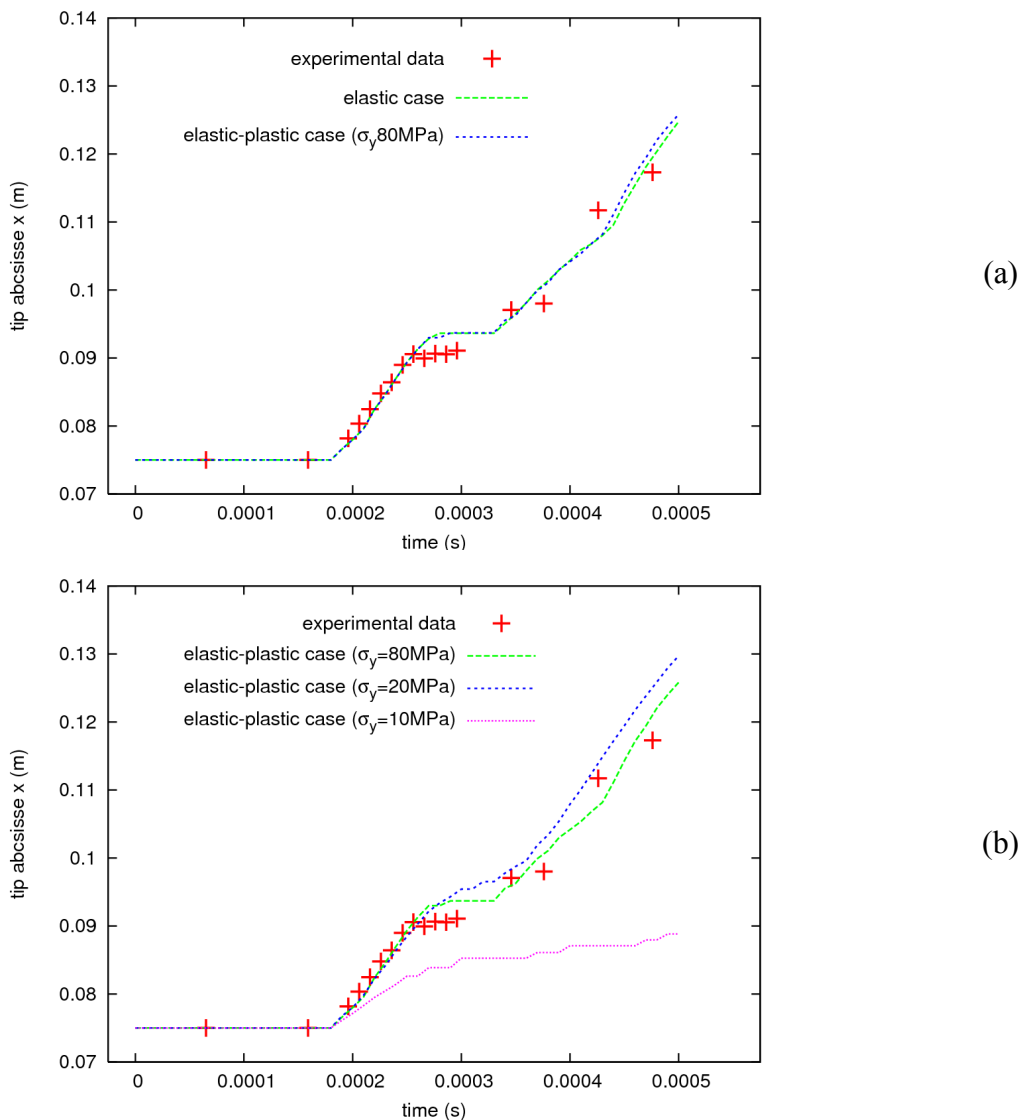 0.14
0.13
0.12
0.11
0.1
0.09
0.08
0.07
tip abcsisse x (m)
experimental data
elastic case
elastic-plastic case (σy80MPa)
0 0.0001 0.0002 0.0003 0.0004 0.0005
time (s)
(a)
0.14
0.13
0.12
0.11
0.1
0.09
0.08
0.07
tip abcsisse x (m)
experimental data
elastic-plastic case (σy=80MPa)
elastic-plastic case (σy=20MPa)
elastic-plastic case (σy=10MPa)
0 0.0001 0.0002 0.0003 0.0004 0.0005
time (s)
(b)